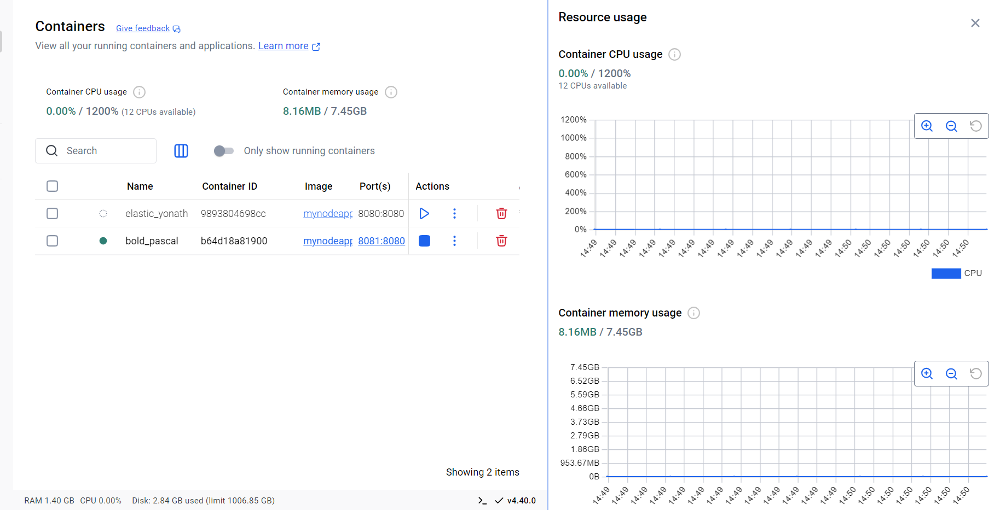 Containers Give feedback
View all your running containers and applications. Learn more
Container CPU usage
0.00% / 1200% (12 CPUs available)
Container memory usage
8.16MB / 7.45GB
Search
Only show running containers
Name Container ID Image Port(s) Actions
elastic_yonath 9893804698cc mynodeapp 8080:8080
bold_pascal b64d18a81900 mynodeapp 8081:8080
Showing 2 items
RAM 1.40 GB CPU 0.00% Disk: 2.84 GB used (limit 1006.85 GB) v4.40.0
Resource usage
Container CPU usage
0.00% / 1200%
12 CPUs available
1200%
1000%
800%
600%
400%
200%
0%
14:49 14:49 14:49 14:49 14:49 14:49 14:49 14:49 14:49 14:49 14:49 14:49 14:49 14:50 14:50 14:50 14:50 14:50 14:50 14:50
CPU
Container memory usage
8.16MB / 7.45GB
7.45GB
6.52GB
5.59GB
4.66GB
3.73GB
2.79GB
1.86GB
953.67MB
0B
14:49 14:49 14:49 14:49 14:49 14:49 14:49 14:49 14:49 14:49 14:49 14:49 14:49 14:50 14:50 14:50 14:50 14:50 14:50 14:50